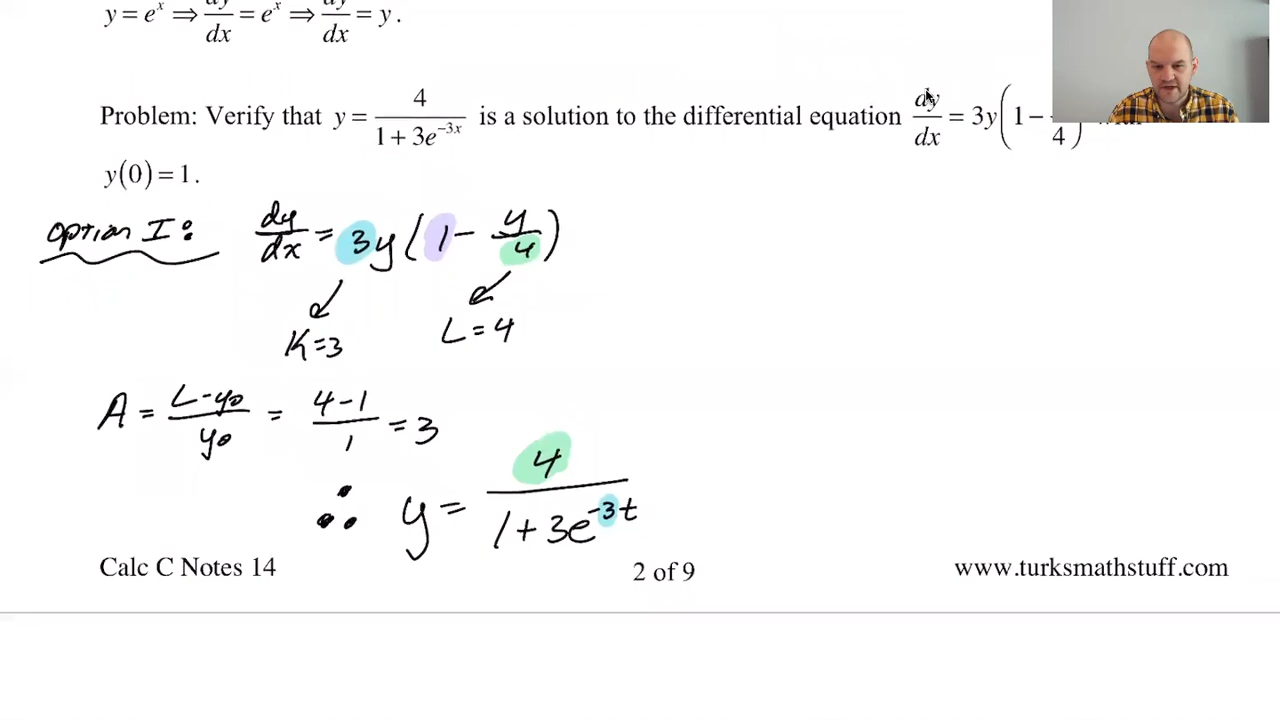 y = e^x ⇒ dy/dx = e^x ⇒ dy/dx = y .
Problem: Verify that y = 4/(1 + 3e^{-3x}) is a solution to the differential equation dy/dx = 3y(1 − /4)
y(0) = 1.
option I: dy/dx = 3y(1 − y/4)
K=3 L=4
A = (L-y0)/y0 = (4-1)/1 = 3
∴ y = 4/(1+3e^{-3t})
Calc C Notes 14 2 of 9 www.turksmathstuff.com